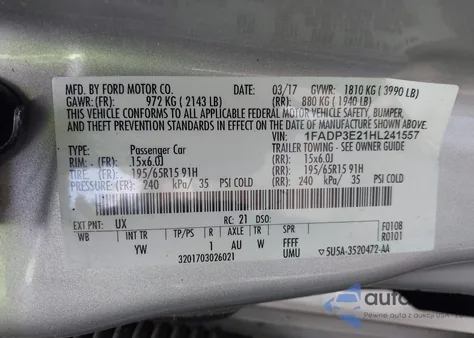 MFD. BY FORD MOTOR CO. DATE: 03/17 GVWR: 1810 KG ( 3990 LB)
GAWR: (FR): 972 KG ( 2143 LB) (RR): 880 KG ( 1940 LB)
THIS VEHICLE CONFORMS TO ALL APPLICABLE FEDERAL MOTOR VEHICLE SAFETY, BUMPER,
AND THEFT PREVENTION STANDARDS IN EFFECT ON THE DATE OF MANUFACTURE SHOWN ABOVE.
VIN: 1FADP3E21HL241557
TYPE: Passenger Car TRAILER TOWING - SEE OWNER GUIDE
RIM: (FR) .15x6.0J (RR): .15x6.0J
TIRE: (FR) 195/65R15 91H 195/65R15 91H
PRESSURE: (FR) 240 kPa/ 35 PSI COLD (RR): 240 kPa/ 35 PSI COLD
EXT PNT: UX RC: 21 DSO: F0108
WB INT TR TP/PS R AXLE TR SPR R0101
YW 1 AU W FFFF
3201703026021 UMU 5U5A-3520472-AA